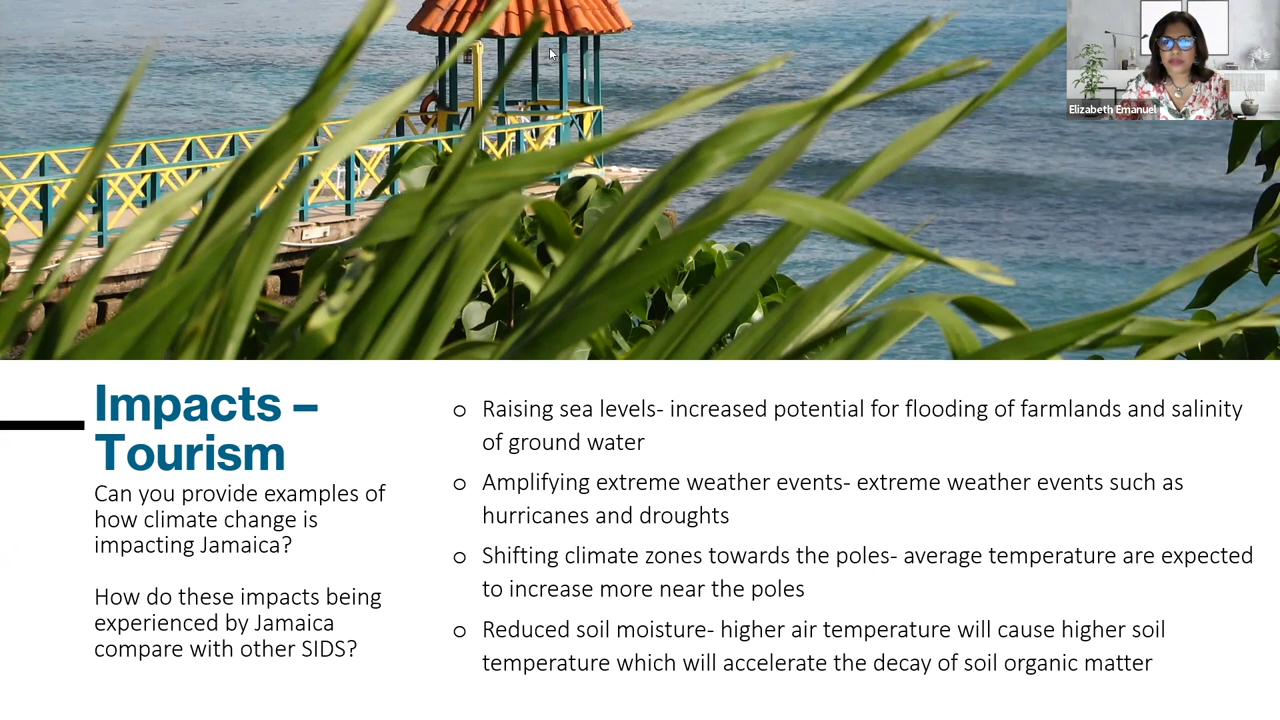 Elizabeth Emanuel
Impacts –
Tourism
Can you provide examples of
how climate change is
impacting Jamaica?
How do these impacts being
experienced by Jamaica
compare with other SIDS?
o Raising sea levels- increased potential for flooding of farmlands and salinity
of ground water
o Amplifying extreme weather events- extreme weather events such as
hurricanes and droughts
o Shifting climate zones towards the poles- average temperature are expected
to increase more near the poles
o Reduced soil moisture- higher air temperature will cause higher soil
temperature which will accelerate the decay of soil organic matter